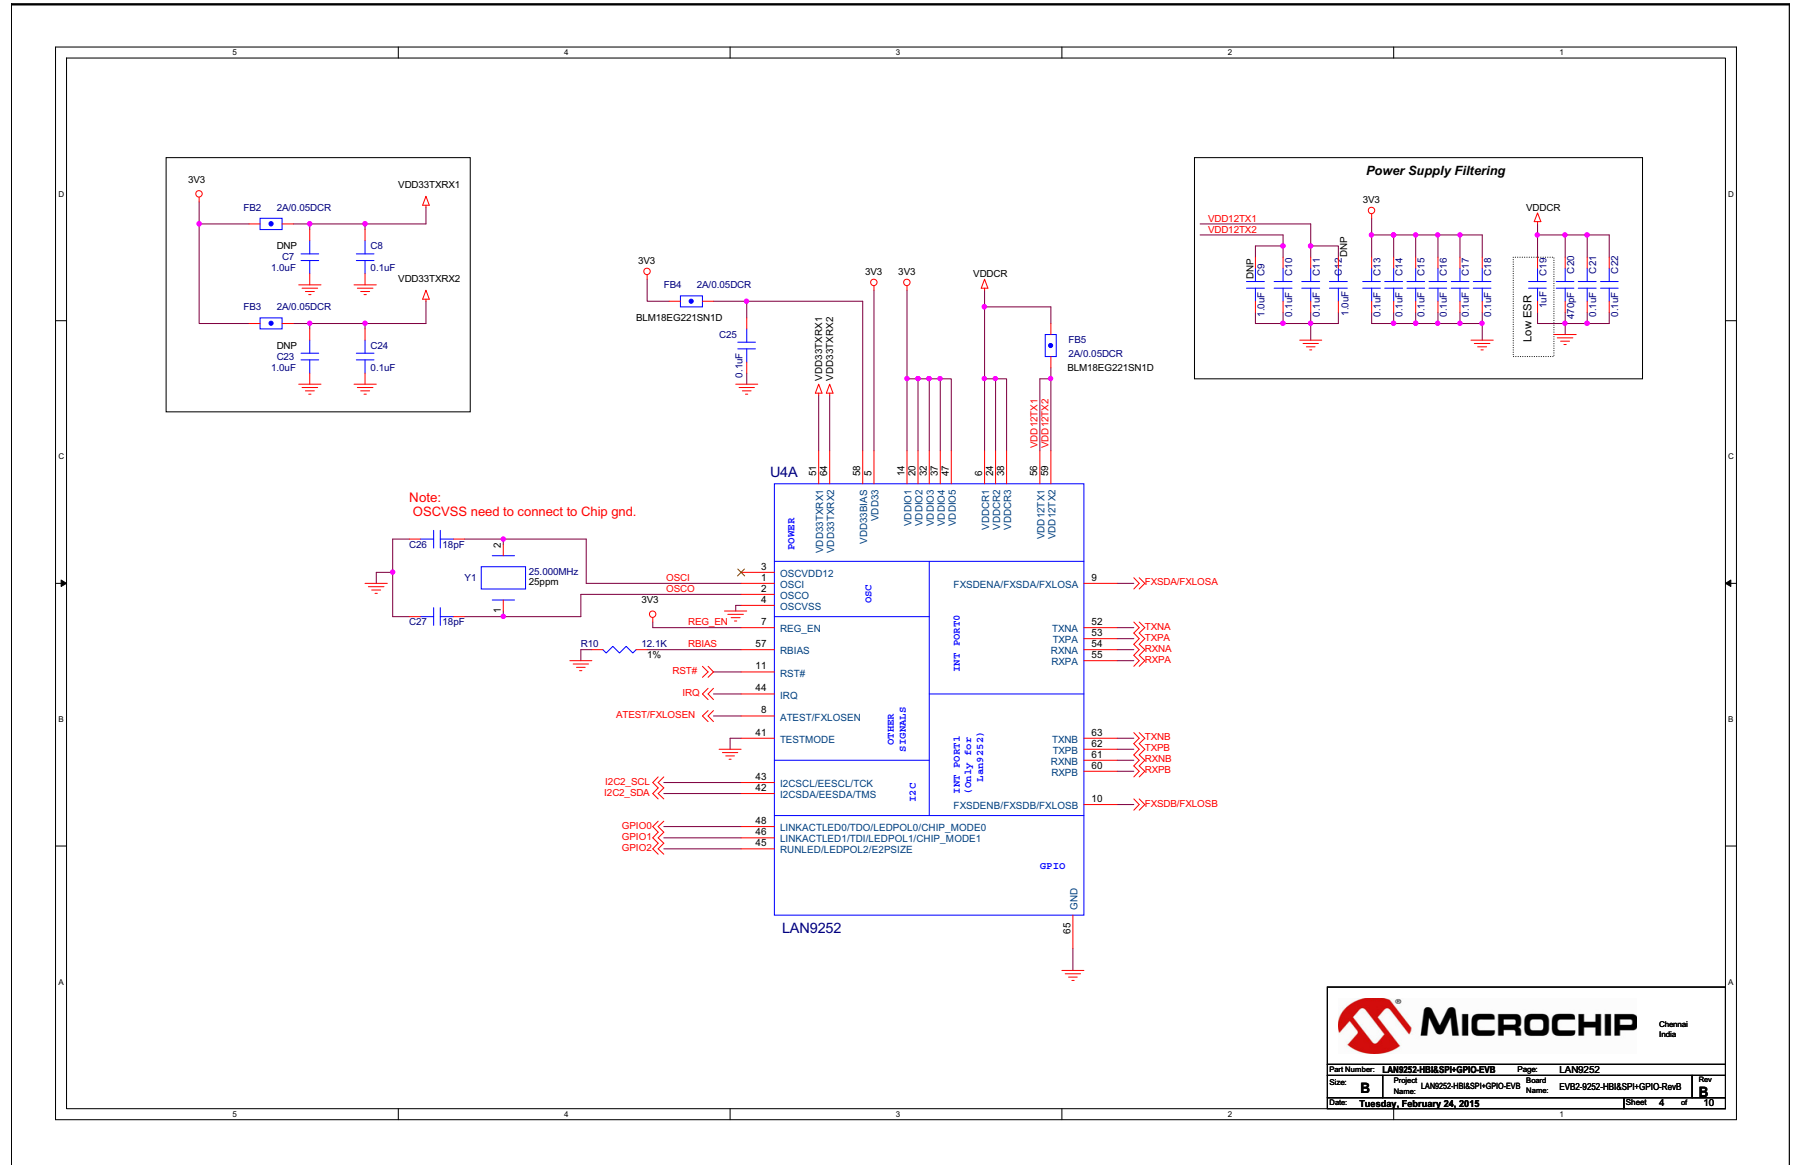 5 4 3 2 1
D
D
C
C
B
B
A
A
3V3
VDD33TXRX1
FB2 2A/0.05DCR
DNP
C7
1.0uF
C8
0.1uF
VDD33TXRX2
FB3 2A/0.05DCR
DNP
C23
1.0uF
C24
0.1uF
3V3
FB4 2A/0.05DCR
BLM18EG221SN1D
C25
0.1uF
VDD33TXRX1
VDD33TXRX2
3V3
3V3
VDDCR
FB5
2A/0.05DCR
BLM18EG221SN1D
VDD12TX1
VDD12TX2
Power Supply Filtering
VDD12TX1
VDD12TX2
DNP
C9
1.0uF
C10
0.1uF
C11
0.1uF
C12
DNP
1.0uF
3V3
C13
0.1uF
C14
0.1uF
C15
0.1uF
C16
0.1uF
C17
0.1uF
C18
0.1uF
VDDCR
Low ESR
C19
1uF
C20
470pF
C21
0.1uF
C22
0.1uF
U4A
51 64 58 5 14 20 32 37 47 6 24 38 56 59
POWER
VDD33TXRX1
VDD33TXRX2
VDD33BIAS
VDD33
VDDIO1
VDDIO2
VDDIO3
VDDIO4
VDDIO5
VDDCR1
VDDCR2
VDDCR3
VDD12TX1
VDD12TX2
Note:
OSCVSS need to connect to Chip gnd.
C26 18pF
2
Y1
25.000MHz
25ppm
1
C27 18pF
3 OSCVDD12
OSCI 1 OSCI
OSCO 2 OSCO
4 OSCVSS
OSC
3V3
REG_EN 7 REG_EN
R10 12.1K
1%
RBIAS 57 RBIAS
RST# 11 RST#
IRQ 44 IRQ
ATEST/FXLOSEN 8 ATEST/FXLOSEN
41 TESTMODE
OTHER
SIGNALS
I2C2_SCL 43 I2CSCL/EESCL/TCK
I2C2_SDA 42 I2CSDA/EESDA/TMS
I2C
GPIO0 48 LINKACTLED0/TDO/LEDPOL0/CHIP_MODE0
GPIO1 46 LINKACTLED1/TDI/LEDPOL1/CHIP_MODE1
GPIO2 45 RUNLED/LEDPOL2/E2PSIZE
GPIO
FXSDENA/FXSDA/FXLOSA 9 FXSDA/FXLOSA
INT PORT0
TXNA 52 TXNA
TXPA 53 TXPA
RXNA 54 RXNA
RXPA 55 RXPA
INT PORT1
(Only for
Lan9252)
TXNB 63 TXNB
TXPB 62 TXPB
RXNB 61 RXNB
RXPB 60 RXPB
FXSDENB/FXSDB/FXLOSB 10 FXSDB/FXLOSB
GND
65
LAN9252
® MICROCHIP
Chennai
India
Part Number: LAN9252-HBI&SPI+GPIO-EVB Page: LAN9252
Size: B Project Name: LAN9252-HBI&SPI+GPIO-EVB Board Name: EVB2-9252-HBI&SPI+GPIO-RevB Rev B
Date: Tuesday, February 24, 2015 Sheet 4 of 10
5 4 3 2 1